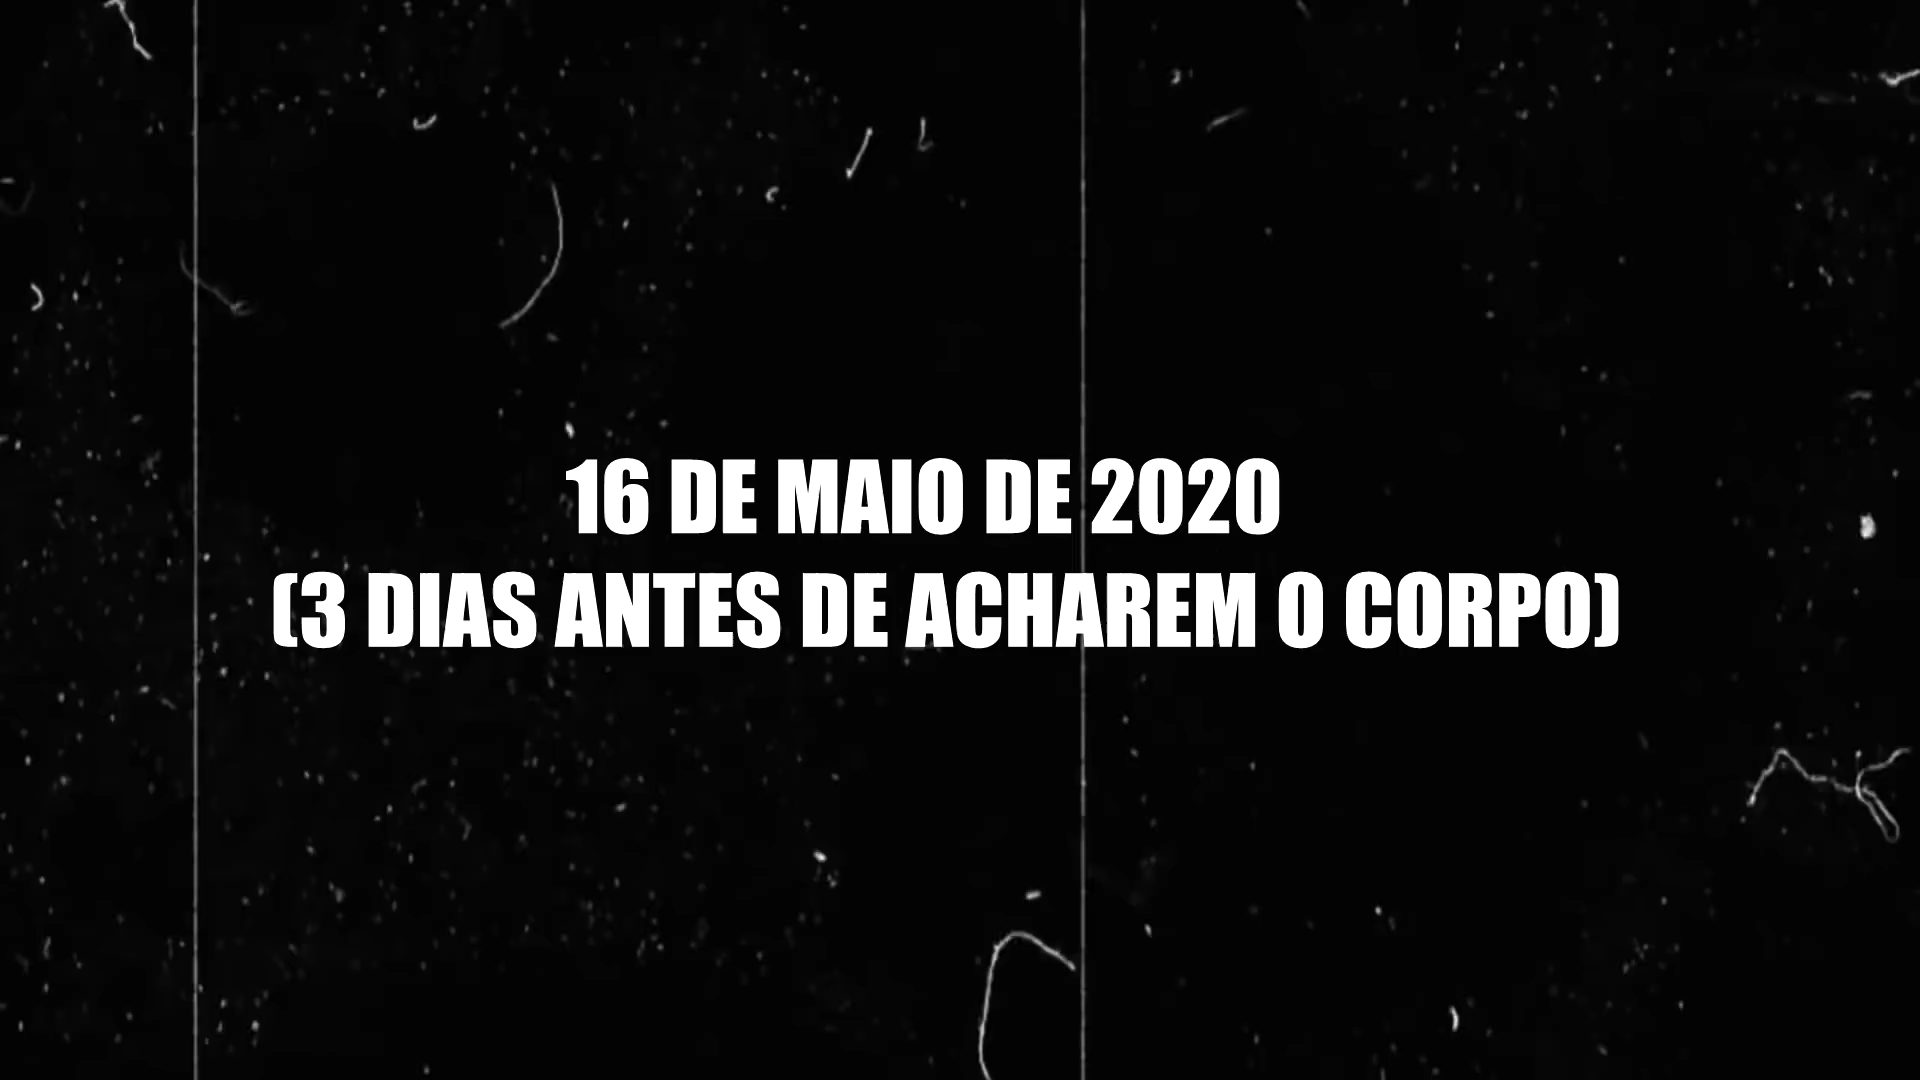 16 DE MAIO DE 2020
(3 DIAS ANTES DE ACHAREM O CORPO)